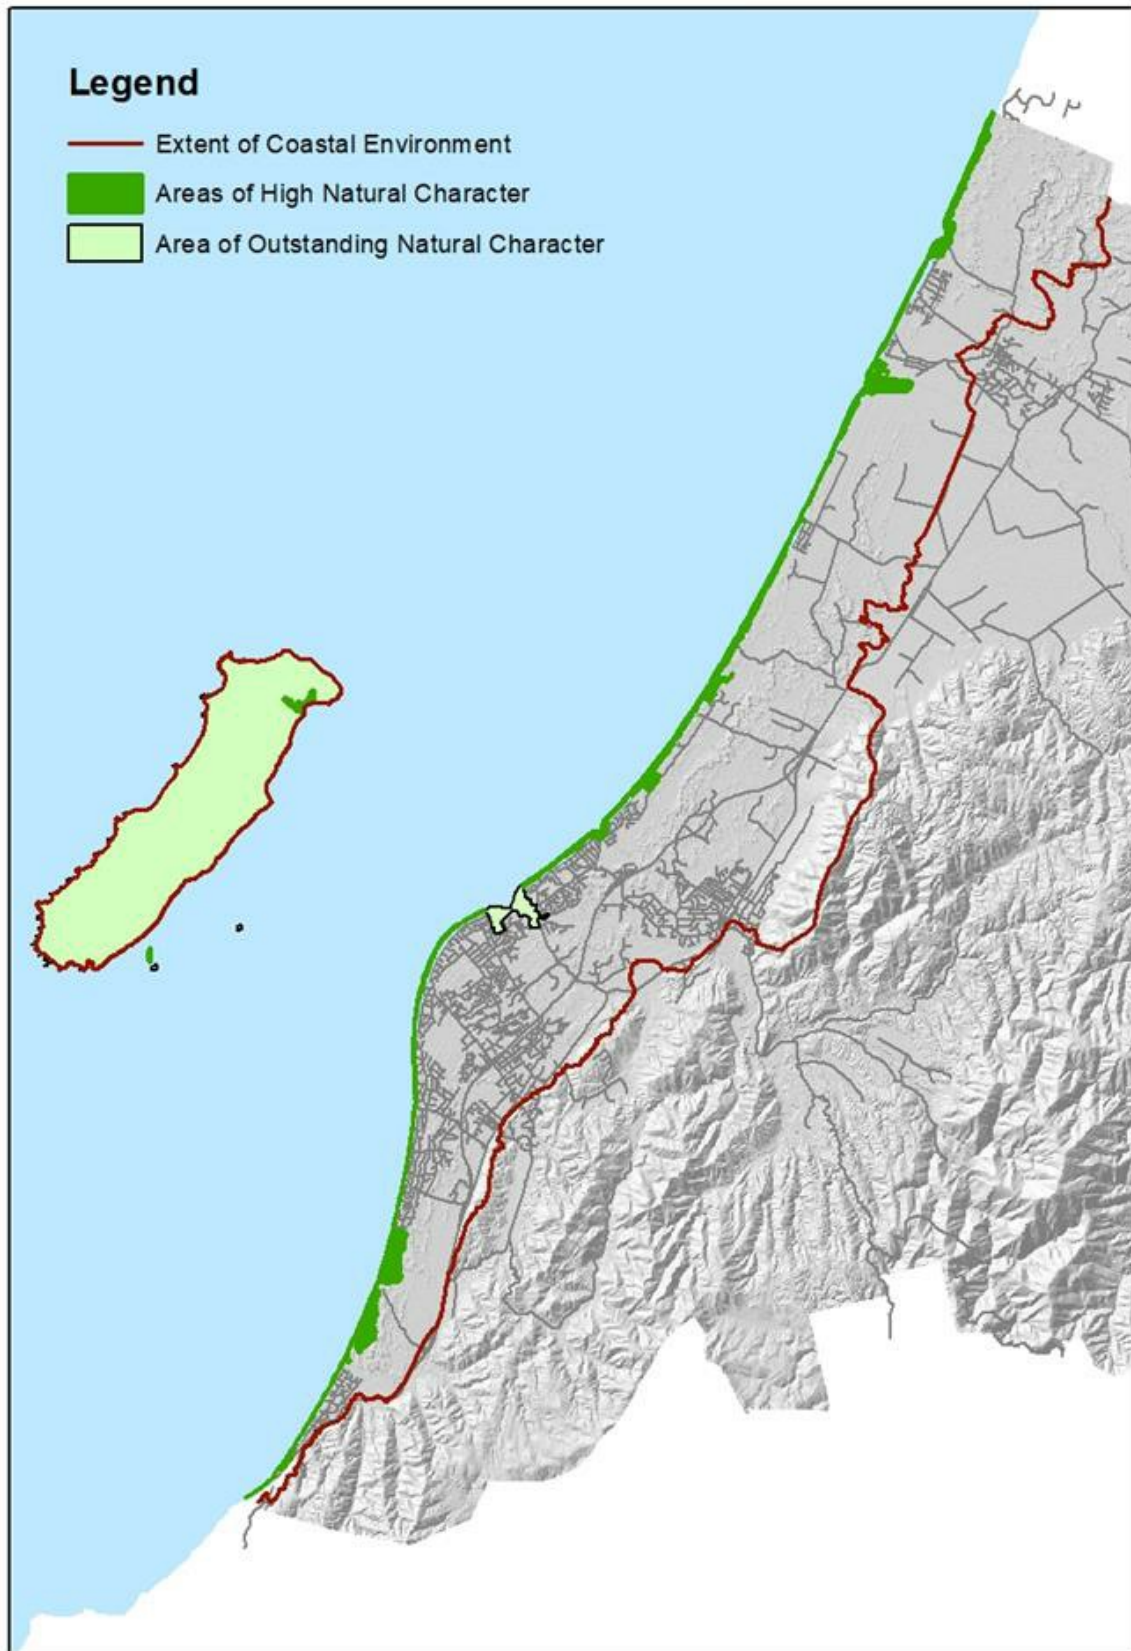 Legend
Extent of Coastal Environment
Areas of High Natural Character
Area of Outstanding Natural Character